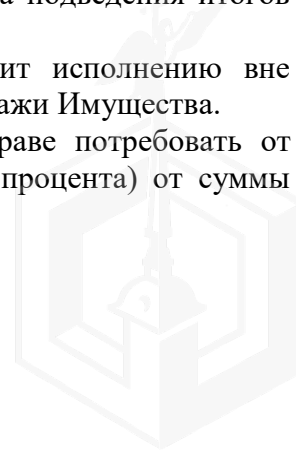 подведения итогов
ит исполнению вне
ажи Имущества.
раве потребовать от
процента) от суммы